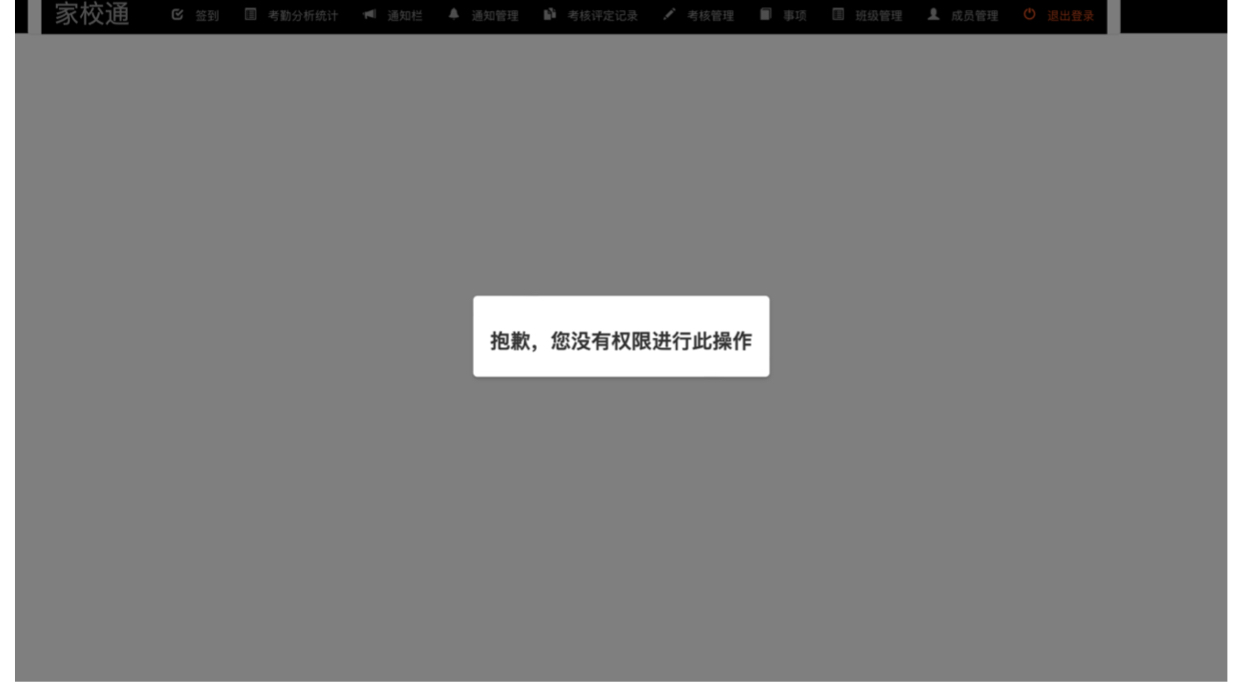 家校通 签到 考勤分析统计 通知栏 通知管理 考核评定记录 考核管理 事项 班级管理 成员管理 退出登录
抱歉，您没有权限进行此操作